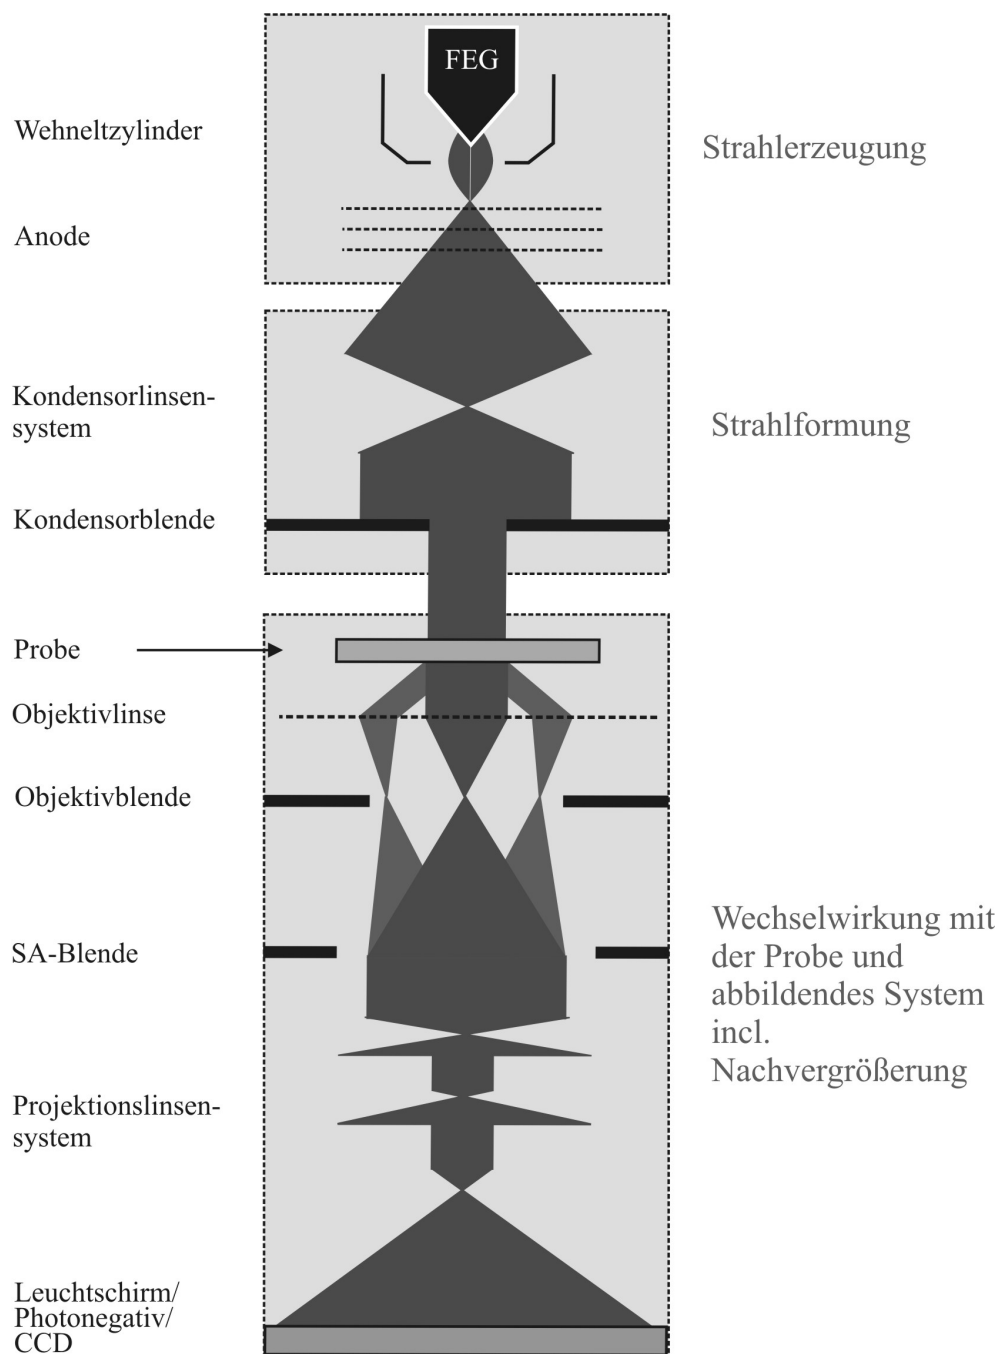 FEG
Wehneltzylinder
Strahlerzeugung
Anode
Kondensorlinsen-
system
Strahlformung
Kondensorblende
Probe
Objektivlinse
Objektivblende
SA-Blende
Wechselwirkung mit
der Probe und
abbildendes System
incl.
Nachvergrößerung
Projektionslinsen-
system
Leuchtschirm/
Photonegativ/
CCD